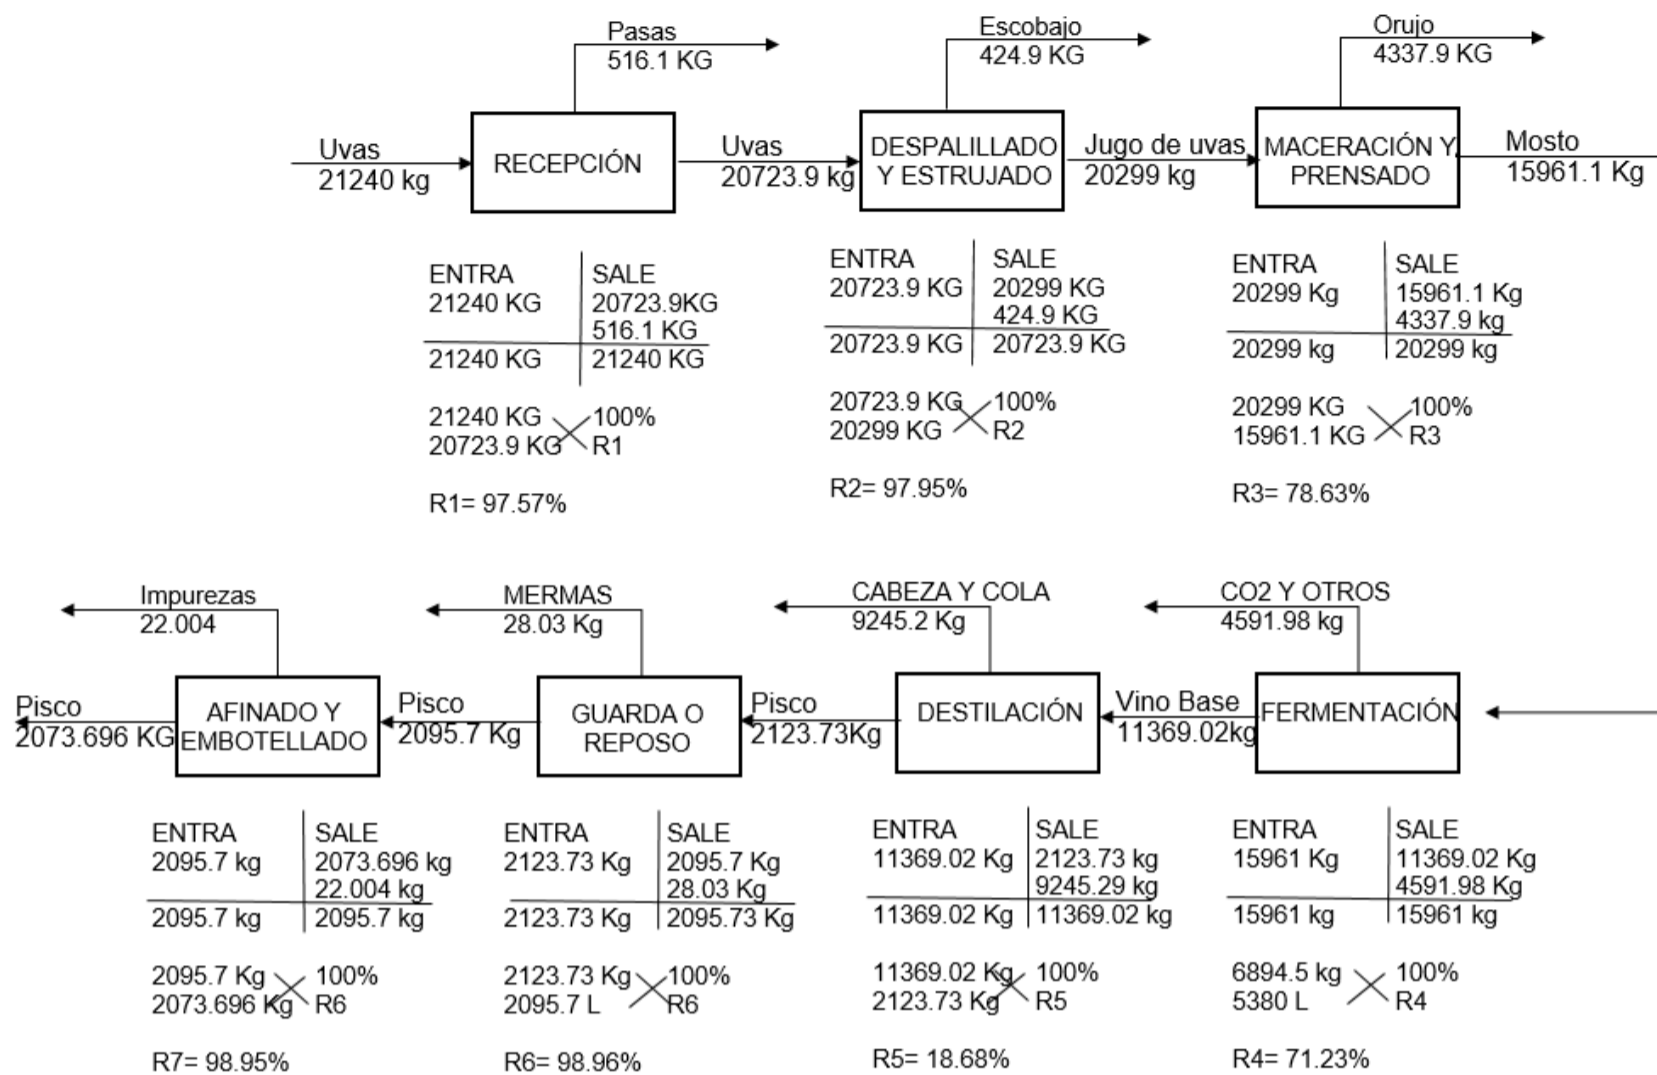 Pasas
516.1 KG
Escobajo
424.9 KG
Orujo
4337.9 KG
Uvas
21240 kg
RECEPCIÓN
Uvas
20723.9 kg
DESPALILLADO
Y ESTRUJADO
Jugo de uvas
20299 kg
MACERACIÓN Y
PRENSADO
Mosto
15961.1 Kg
ENTRA SALE
21240 KG 20723.9KG
516.1 KG
21240 KG 21240 KG
21240 KG 100%
20723.9 KG R1
R1= 97.57%
ENTRA SALE
20723.9 KG 20299 KG
424.9 KG
20723.9 KG 20723.9 KG
20723.9 KG 100%
20299 KG R2
R2= 97.95%
ENTRA SALE
20299 Kg 15961.1 Kg
4337.9 kg
20299 kg 20299 kg
20299 KG 100%
15961.1 KG R3
R3= 78.63%
Impurezas
22.004
MERMAS
28.03 Kg
CABEZA Y COLA
9245.2 Kg
CO2 Y OTROS
4591.98 kg
Pisco
2073.696 KG
AFINADO Y
EMBOTELLADO
Pisco
2095.7 Kg
GUARDA O
REPOSO
Pisco
2123.73Kg
DESTILACIÓN
Vino Base
11369.02kg
FERMENTACIÓN
ENTRA SALE
2095.7 kg 2073.696 kg
22.004 kg
2095.7 kg 2095.7 kg
2095.7 Kg 100%
2073.696 Kg R6
R7= 98.95%
ENTRA SALE
2123.73 Kg 2095.7 Kg
28.03 Kg
2123.73 Kg 2095.73 Kg
2123.73 Kg 100%
2095.7 L R6
R6= 98.96%
ENTRA SALE
11369.02 Kg 2123.73 kg
9245.29 kg
11369.02 Kg 11369.02 kg
11369.02 Kg 100%
2123.73 Kg R5
R5= 18.68%
ENTRA SALE
15961 Kg 11369.02 Kg
4591.98 Kg
15961 kg 15961 kg
6894.5 kg 100%
5380 L R4
R4= 71.23%